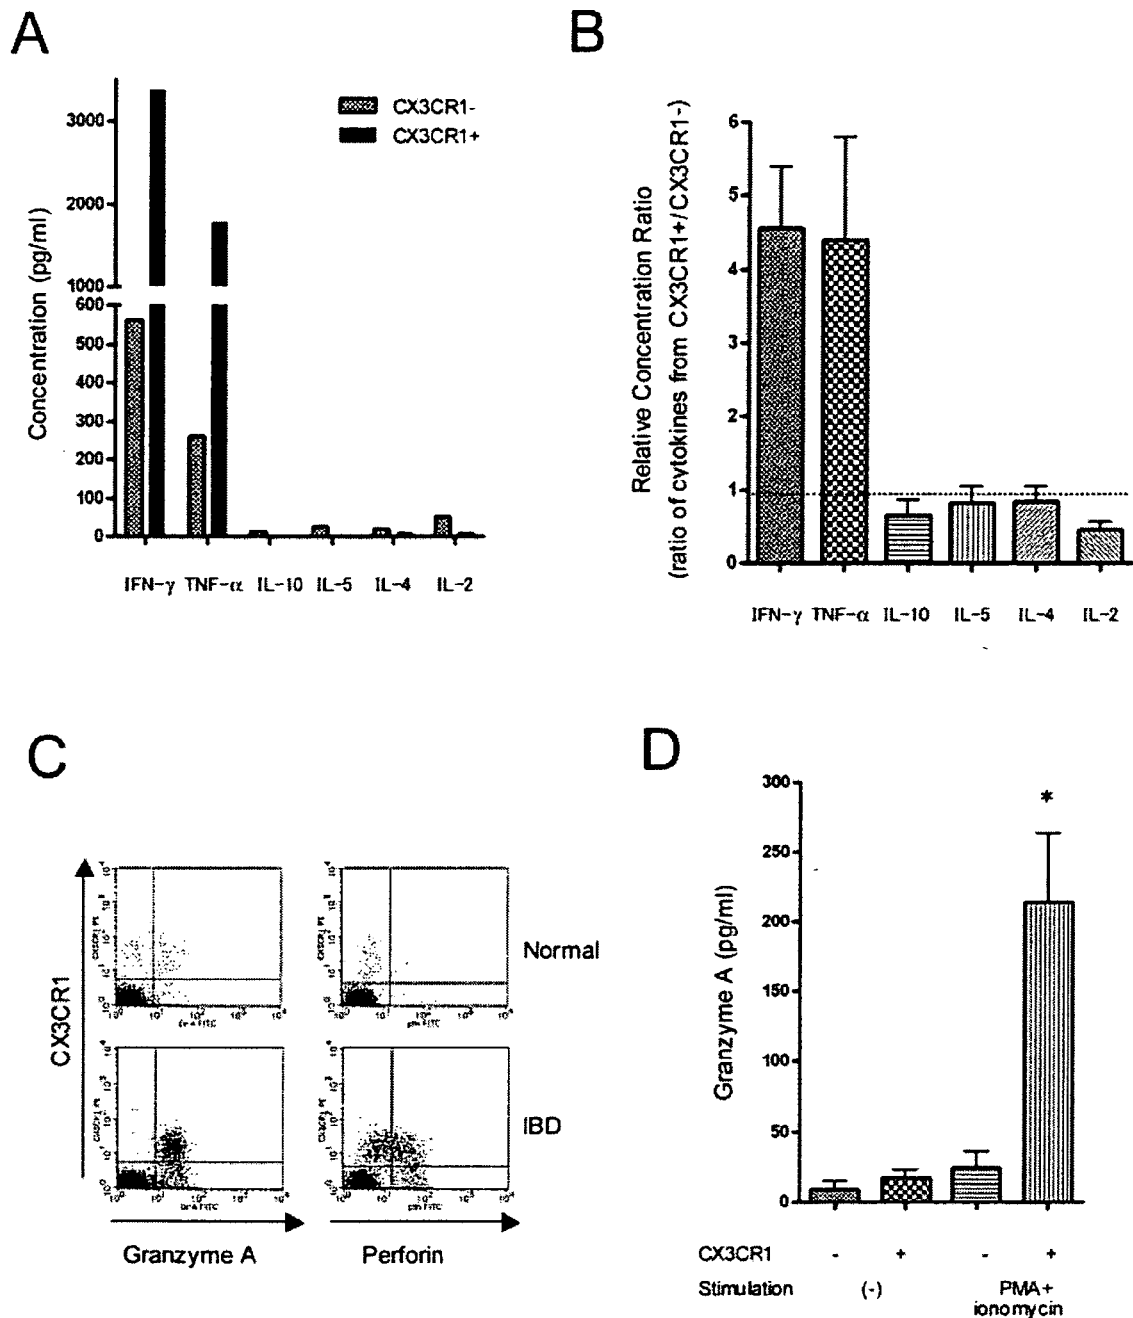 A
CX3CR1-
CX3CR1+
Concentration (pg/ml)
3000
2000
1000
600
500
400
300
200
100
0
IFN-γ TNF-α IL-10 IL-5 IL-4 IL-2
B
Relative Concentration Ratio
(ratio of cytokines from CX3CR1+/CX3CR1-)
6
5
4
3
2
1
0
IFN-γ TNF-α IL-10 IL-5 IL-4 IL-2
C
CX3CR1
Normal
IBD
Granzyme A
Perforin
D
*
Granzyme A (pg/ml)
300
250
200
150
100
50
0
CX3CR1 - + - +
Stimulation (-) PMA+
ionomycin